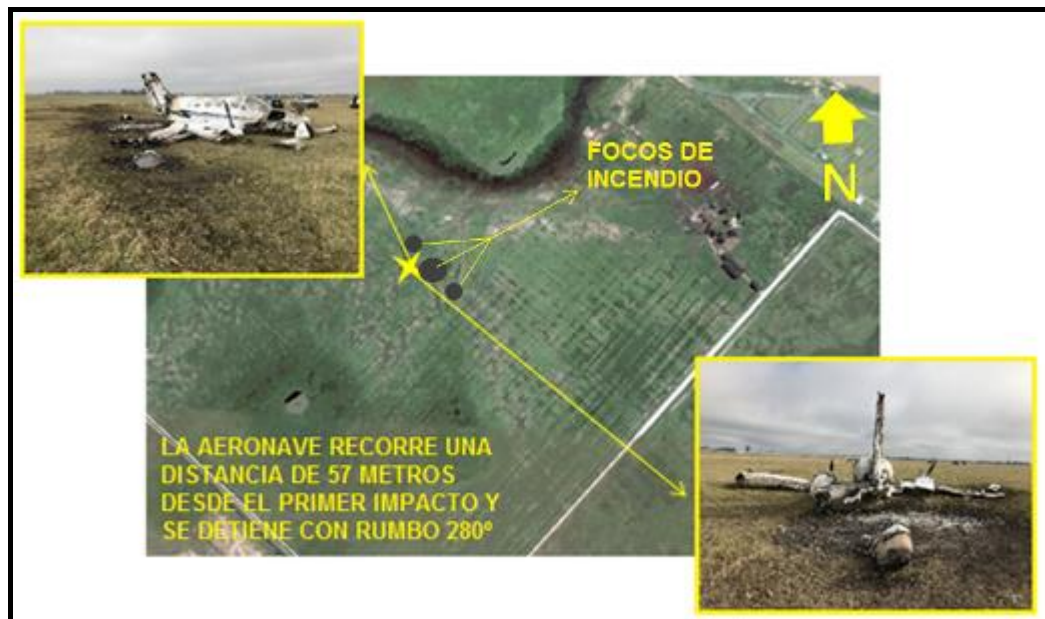 FOCOS DE
INCENDIO
N
LA AERONAVE RECORRE UNA
DISTANCIA DE 57 METROS
DESDE EL PRIMER IMPACTO Y
SE DETIENE CON RUMBO 280º